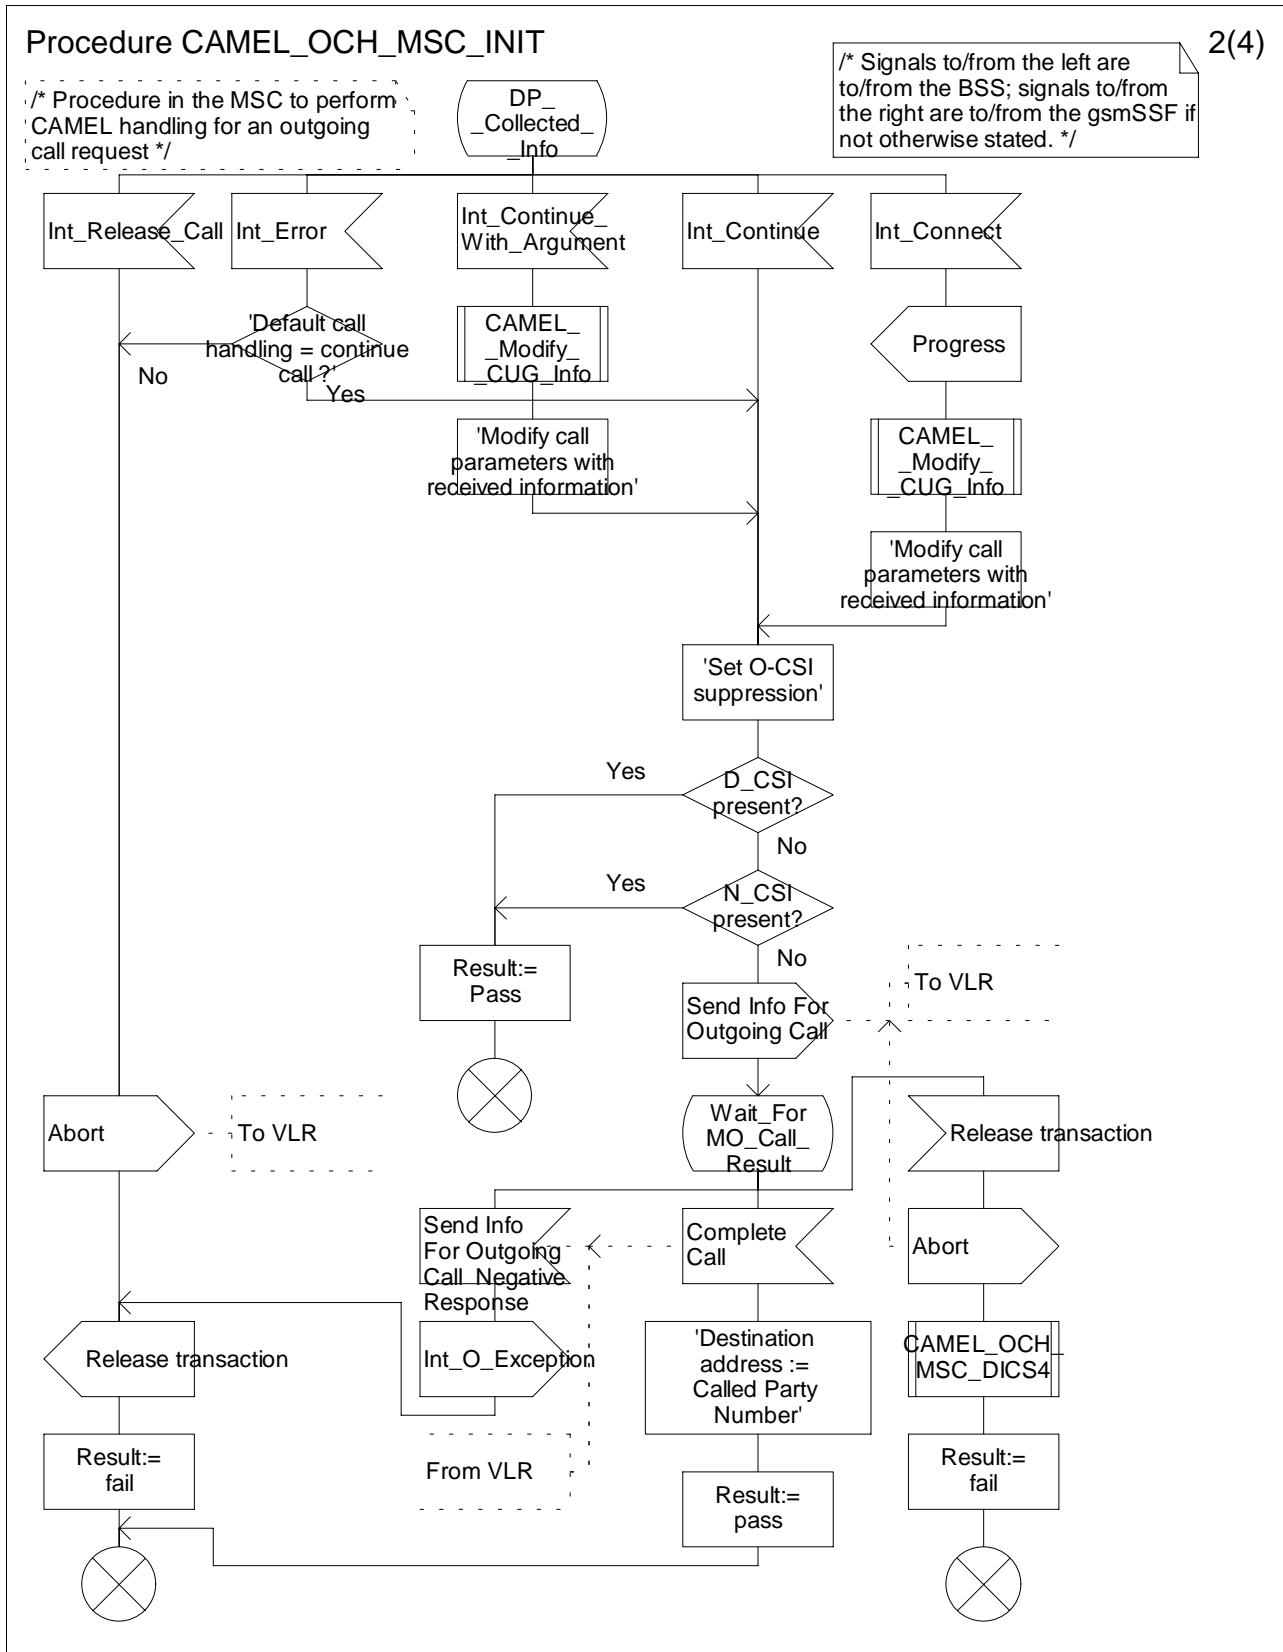 Procedure CAMEL_OCH_MSC_INIT
2(4)
/* Procedure in the MSC to perform
CAMEL handling for an outgoing
call request */
DP_
_Collected_
_Info
/* Signals to/from the left are
to/from the BSS; signals to/from
the right are to/from the gsmSSF if
not otherwise stated. */
Int_Release_Call
Int_Error
Int_Continue_
With_Argument
Int_Continue
Int_Connect
'Default call
handling = continue
call ?'
No
Yes
CAMEL_
_Modify_
_CUG_Info
Progress
'Modify call
parameters with
received information'
CAMEL_
_Modify_
_CUG_Info
'Modify call
parameters with
received information'
'Set O-CSI
suppression'
Yes
D_CSI
present?
No
Yes
N_CSI
present?
No
Result:=
Pass
Send Info For
Outgoing Call
To VLR
Abort
To VLR
Wait_For
MO_Call_
Result
Release transaction
Send Info
For Outgoing
Call Negative
Response
Complete
Call
Abort
Release transaction
Int_O_Exception
'Destination
address :=
Called Party
Number'
CAMEL_OCH_
MSC_DICS4
Result:=
fail
From VLR
Result:=
pass
Result:=
fail